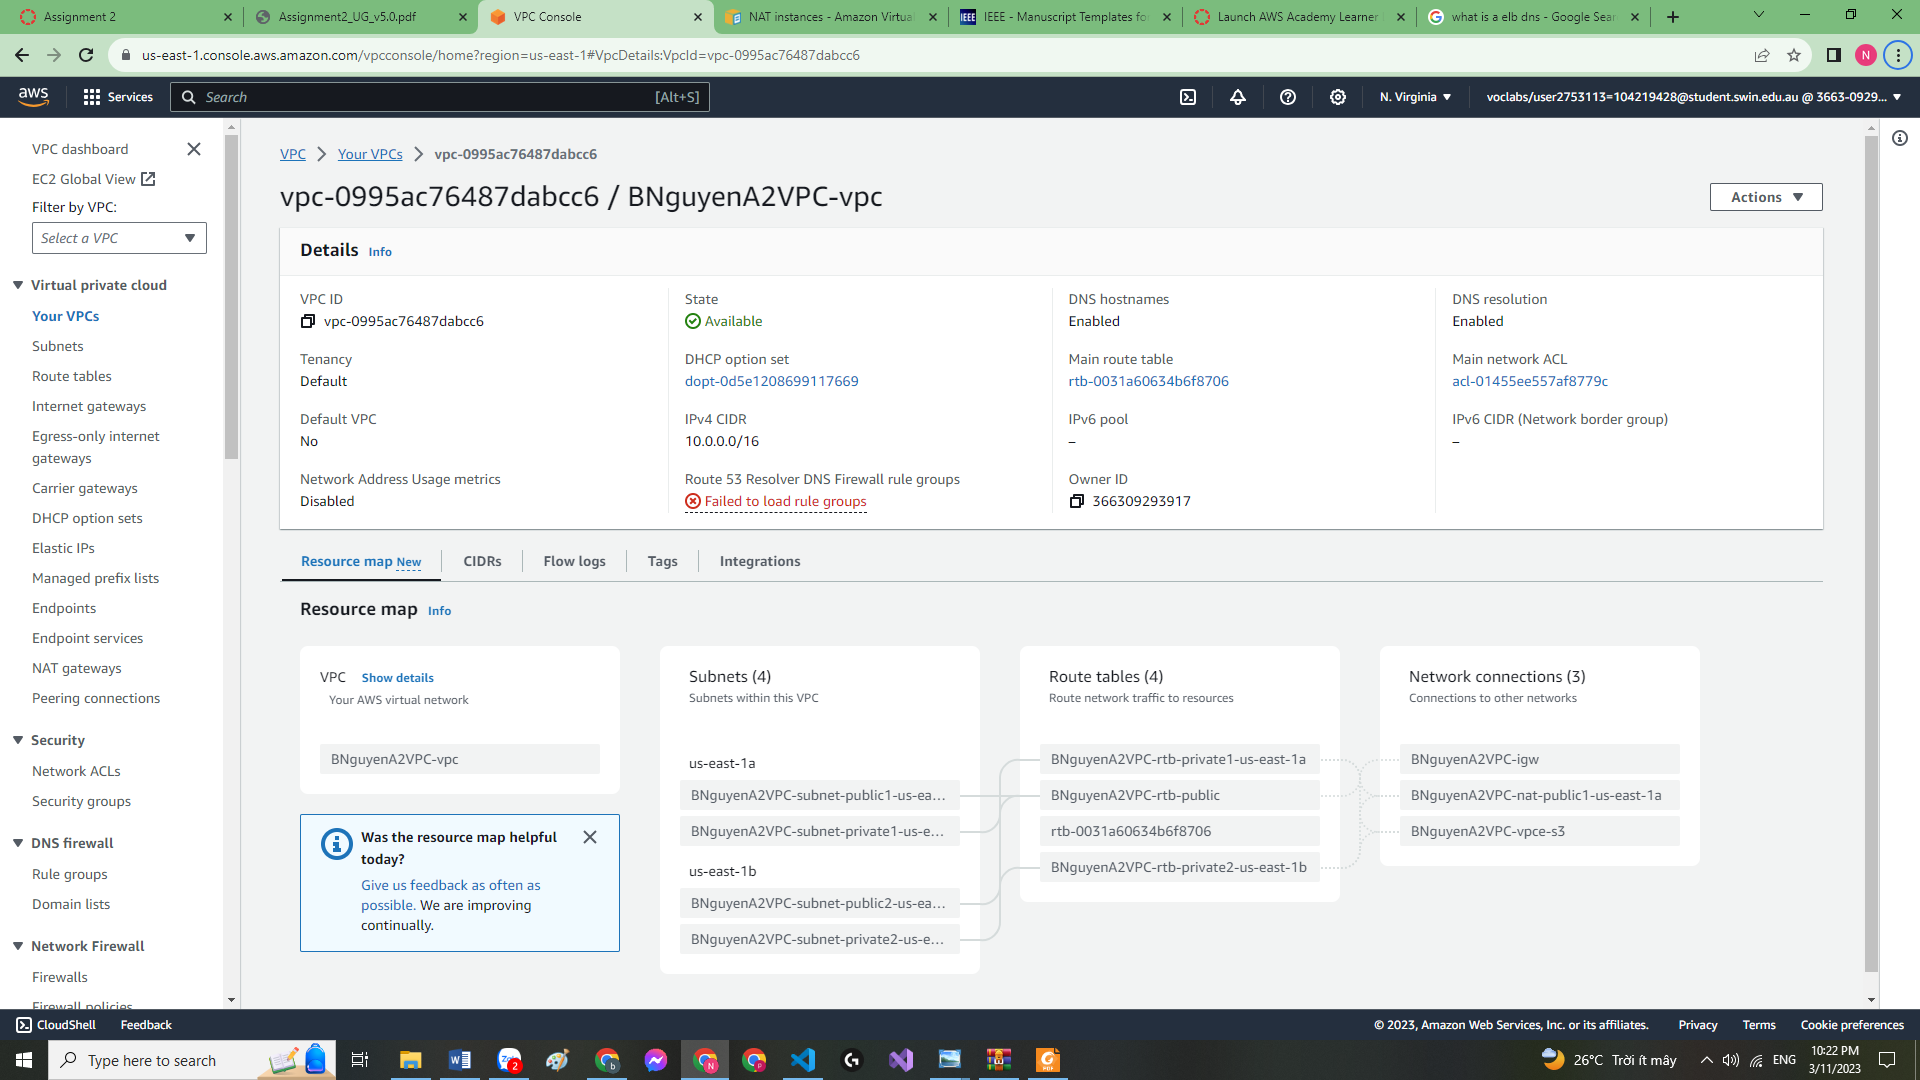 Assignment 2
Assignment2_UG_v5.0.pdf
VPC Console
NAT instances - Amazon Virtual
IEEE - Manuscript Templates for
Launch AWS Academy Learner
what is a elb dns - Google Sear
us-east-1.console.aws.amazon.com/vpcconsole/home?region=us-east-1#VpcDetails:VpcId=vpc-0995ac76487dabcc6
N
aws
Services
Search
[Alt+S]
N. Virginia
voclabs/user2753113=104219428@student.swin.edu.au @ 3663-0929...
VPC dashboard
EC2 Global View
Filter by VPC:
Select a VPC
Virtual private cloud
Your VPCs
Subnets
Route tables
Internet gateways
Egress-only internet
gateways
Carrier gateways
DHCP option sets
Elastic IPs
Managed prefix lists
Endpoints
Endpoint services
NAT gateways
Peering connections
Security
Network ACLs
Security groups
DNS firewall
Rule groups
Domain lists
Network Firewall
Firewalls
Firewall policies
VPC
Your VPCs
vpc-0995ac76487dabcc6
vpc-0995ac76487dabcc6 / BNguyenA2VPC-vpc
Actions
Details Info
VPC ID
vpc-0995ac76487dabcc6
State
Available
DNS hostnames
Enabled
DNS resolution
Enabled
Tenancy
Default
DHCP option set
dopt-0d5e1208699117669
Main route table
rtb-0031a60634b6f8706
Main network ACL
acl-01455ee557af8779c
Default VPC
No
IPv4 CIDR
10.0.0.0/16
IPv6 pool
–
IPv6 CIDR (Network border group)
–
Network Address Usage metrics
Disabled
Route 53 Resolver DNS Firewall rule groups
Failed to load rule groups
Owner ID
366309293917
Resource map New
CIDRs
Flow logs
Tags
Integrations
Resource map Info
VPC Show details
Your AWS virtual network
BNguyenA2VPC-vpc
Was the resource map helpful
today?
Give us feedback as often as
possible. We are improving
continually.
Subnets (4)
Subnets within this VPC
us-east-1a
BNguyenA2VPC-subnet-public1-us-ea...
BNguyenA2VPC-subnet-private1-us-e...
us-east-1b
BNguyenA2VPC-subnet-public2-us-ea...
BNguyenA2VPC-subnet-private2-us-e...
Route tables (4)
Route network traffic to resources
BNguyenA2VPC-rtb-private1-us-east-1a
BNguyenA2VPC-rtb-public
rtb-0031a60634b6f8706
BNguyenA2VPC-rtb-private2-us-east-1b
Network connections (3)
Connections to other networks
BNguyenA2VPC-igw
BNguyenA2VPC-nat-public1-us-east-1a
BNguyenA2VPC-vpce-s3
CloudShell
Feedback
© 2023, Amazon Web Services, Inc. or its affiliates.
Privacy
Terms
Cookie preferences
Type here to search
26°C Trời ít mây
ENG
10:22 PM
3/11/2023